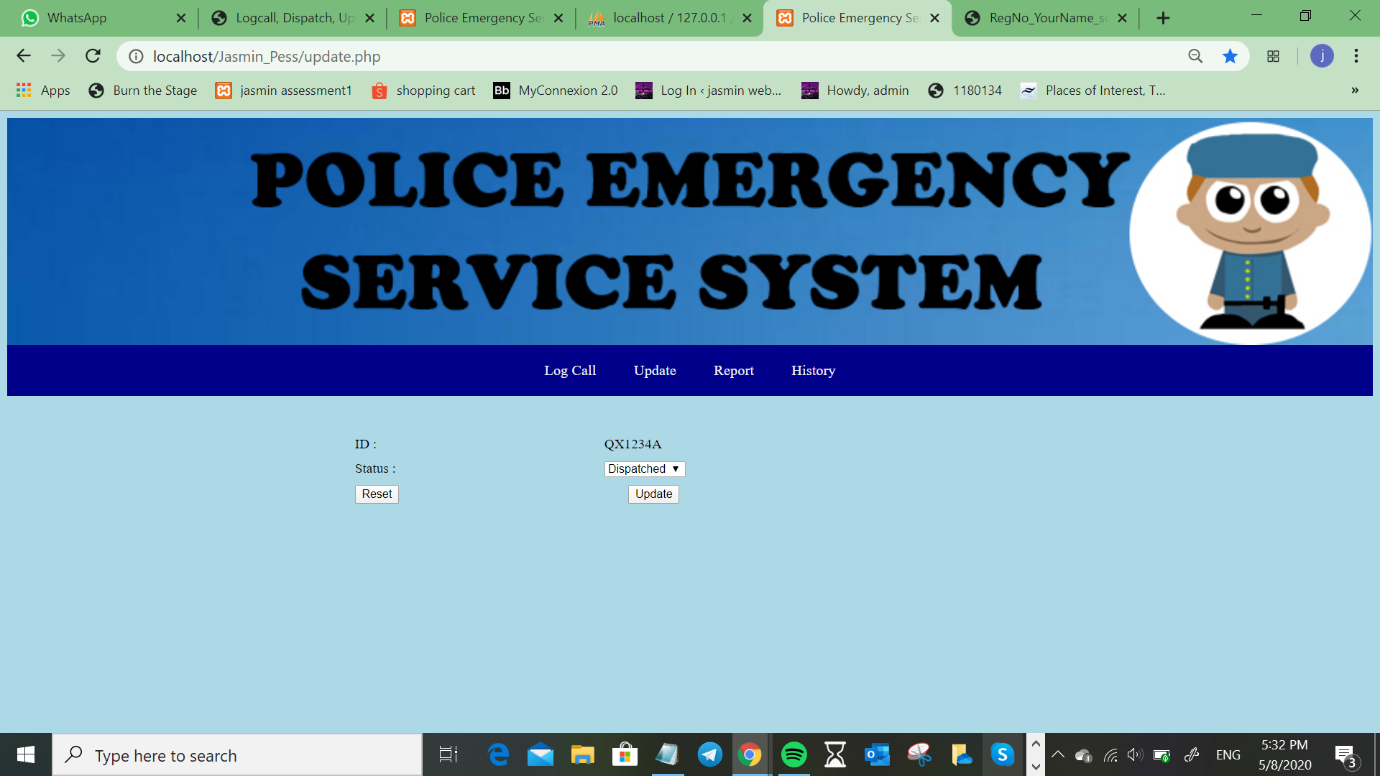 WhatsApp
Logcall, Dispatch, Up
Police Emergency Se
localhost / 127.0.0.1 /
Police Emergency Se
RegNo_YourName_s
localhost/Jasmin_Pess/update.php
j
Apps
Burn the Stage
jasmin assessment1
shopping cart
Bb MyConnexion 2.0
Log In ‹ jasmin web...
Howdy, admin
1180134
Places of Interest, T...
»
POLICE EMERGENCY
SERVICE SYSTEM
Log Call Update Report History
ID : QX1234A
Status : Dispatched
Reset Update
Type here to search
ENG
5:32 PM
5/8/2020
3